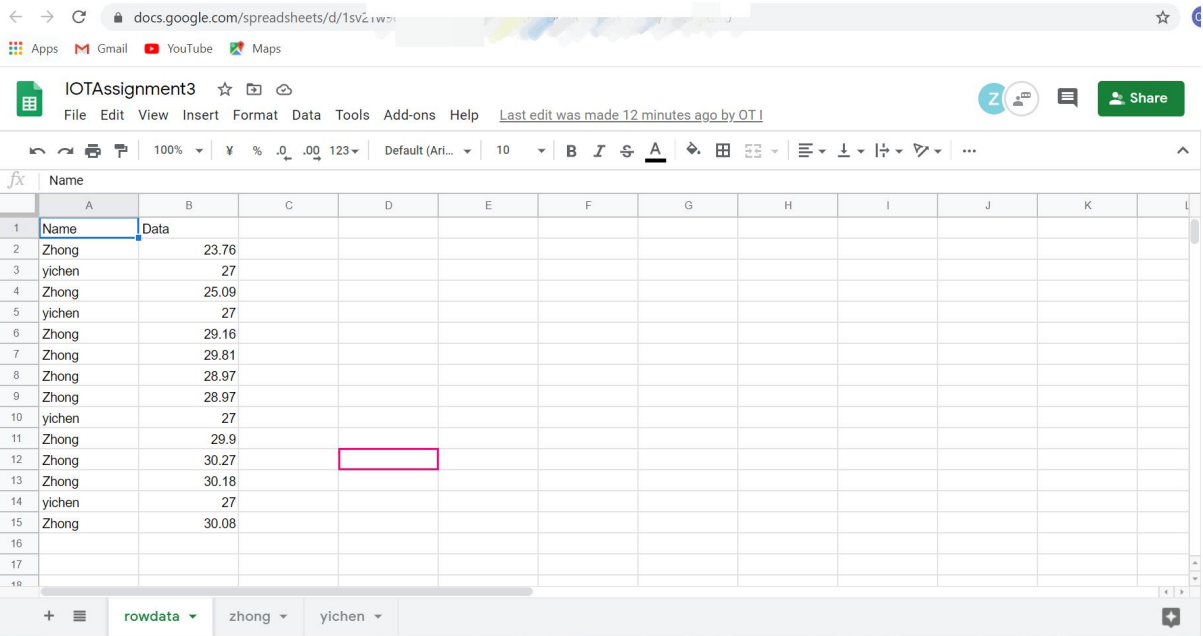 docs.google.com/spreadsheets/d/1sv21w9
Apps Gmail YouTube Maps
IOTAssignment3
File Edit View Insert Format Data Tools Add-ons Help Last edit was made 12 minutes ago by OT I
Z
Share
100% ¥ % .0 .00 123 Default (Ari... 10 B I S A ...
fx Name
A B C D E F G H I J K L
1 Name Data
2 Zhong 23.76
3 yichen 27
4 Zhong 25.09
5 yichen 27
6 Zhong 29.16
7 Zhong 29.81
8 Zhong 28.97
9 Zhong 28.97
10 yichen 27
11 Zhong 29.9
12 Zhong 30.27
13 Zhong 30.18
14 yichen 27
15 Zhong 30.08
16
17
18
+ rowdata zhong yichen